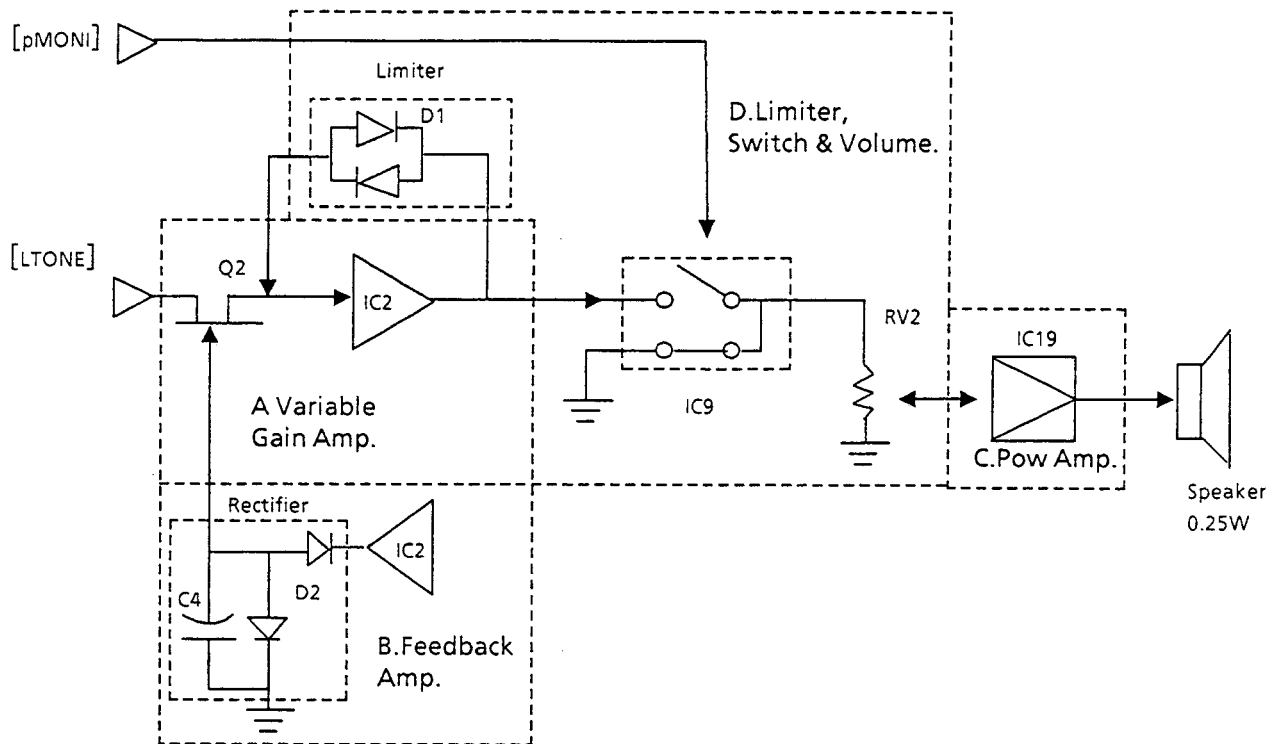 [pMONI]
Limiter
D1
D.Limiter,
Switch & Volume.
[LTONE]
Q2
IC2
RV2
IC19
IC9
A Variable
Gain Amp.
C.Pow Amp.
Speaker
0.25W
Rectifier
IC2
C4
D2
B.Feedback
Amp.